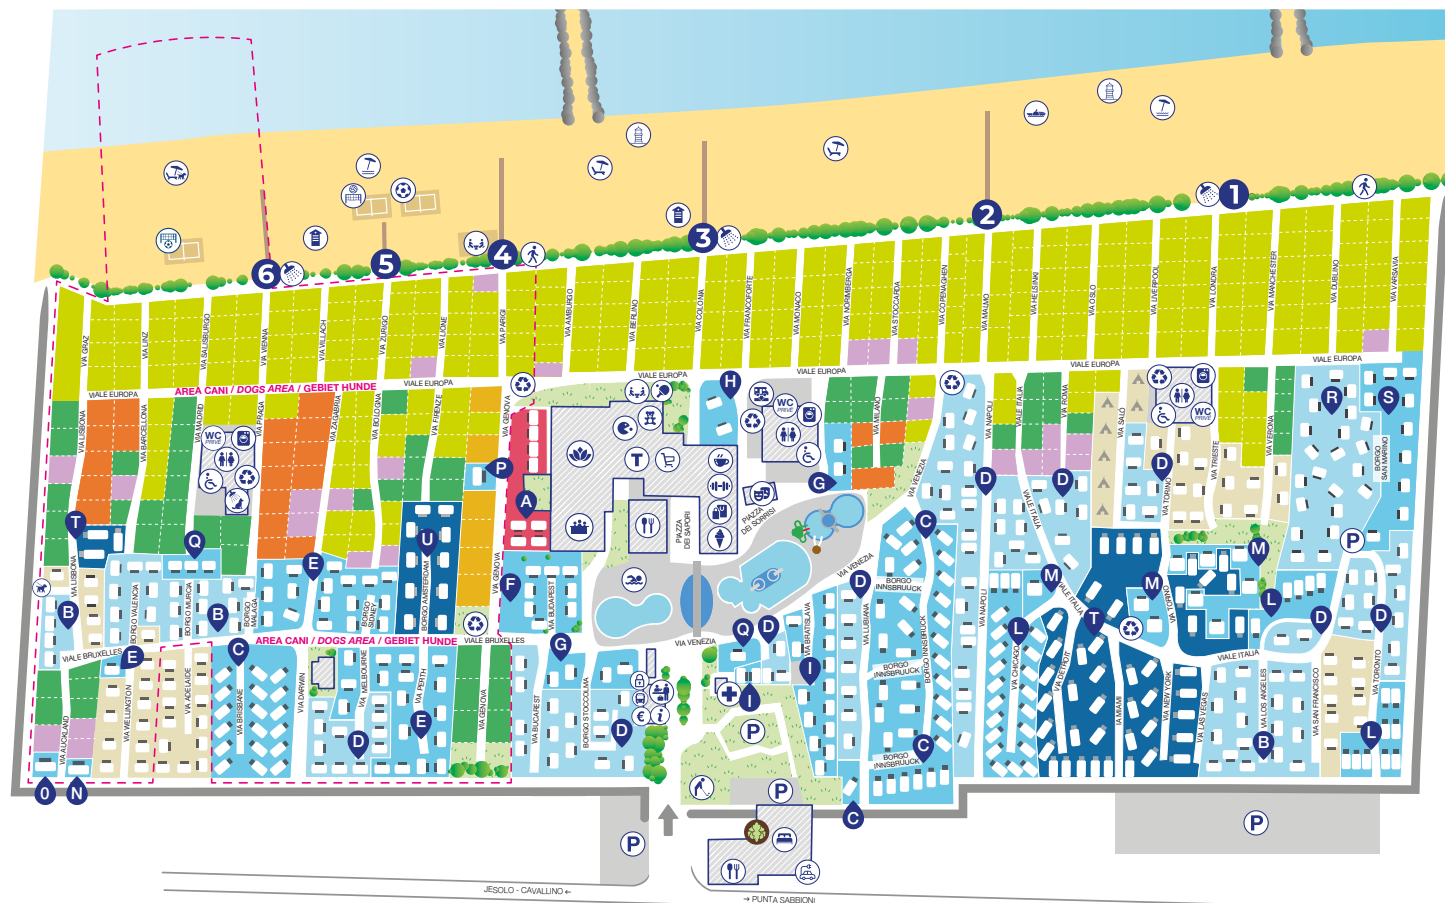 1
2
3
4
5
6
VIA GRAZ
VIA LINZ
VIA SALISBURGO
VIA VIENNA
VIA VILLACH
VIA ZURIGO
VIA LIONE
VIA PARIGI
VIA AMBURGO
VIA BERLINO
VIA COLONIA
VIA FRANCOFORTE
VIA MONACO
VIA NORIMBERGA
VIA STOCCARDA
VIA COPENAGHEN
VIA MALMO
VIA HELSINKI
VIA OSLO
VIA LIVERPOOL
VIA LONDRA
VIA MANCHESTER
VIA DUBLINO
VIA VARSAVIA
VIALE EUROPA
AREA CANI / DOGS AREA / GEBIET HUNDE
VIALE EUROPA
VIALE EUROPA
VIALE EUROPA
VIALE EUROPA
VIALE EUROPA
VIA LISBONA
VIA BARCELLONA
VIA MADRID
VIA PRAGA
VIA ZAGABRIA
VIA BOLOGNA
VIA FIRENZE
VIA GENOVA
VIA MILANO
VIA VENEZIA
VIA NAPOLI
VIALE ITALIA
VIA ROMA
VIA SALÒ
VIA TORINO
VIA TRIESTE
VIA VERONA
BORGO
SAN MARINO
WC
PRIVÉ
WC
PRIVÉ
WC
PRIVÉ
H
R
S
P
A
T
G
D
D
D
T
Q
E
U
C
M
P
PIAZZA
DEI SAPORI
PIAZZA
DEI SORRISI
VIA VENEZIA
VIALE ITALIA
VIA LISBONA
BORGO VALENCIA
BORGO MURCIA
BORGO
MALAGA
BORGO
SIDNEY
BORGO AMSTERDAM
VIA GENOVA
VIA BUDAPEST
VIA BRATISLAVA
VIA LUBIANA
BORGO
INNSBRUUCK
BORGO INNSBRUCK
VIA NAPOLI
VIALE ITALIA
VIA TORINO
B
B
F
D
M
M
L
L
T
D
D
AREA CANI / DOGS AREA / GEBIET HUNDE
VIALE BRUXELLES
VIALE BRUXELLES
VIA VENEZIA
VIALE ITALIA
E
C
G
Q
D
I
I
BORGO
INNSBRUUCK
VIA AUCKLAND
VIA WELLINGTON
VIA ADELAIDE
VIA BRISBANE
VIA DARWIN
VIA MELBOURNE
VIA PERTH
VIA GENOVA
VIA BUCAREST
BORGO STOCCOLMA
VIA CHICAGO
VIA DETROIT
IA MIAMI
VIA NEW YORK
VIA LAS VEGAS
VIA LOS ANGELES
VIA SAN FRANCISCO
VIA TORONTO
D
E
D
€
i
P
C
B
L
BORGO
INNSBRUUCK
0
N
P
C
P
P
JESOLO - CAVALLINO ←
→ PUNTA SABBIONI